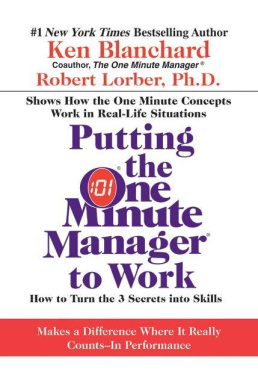 #1 New York Times Bestselling Author
Ken Blanchard
Coauthor, The One Minute Manager®
Robert Lorber, Ph.D.
Shows How the One Minute Concepts
Work in Real-Life Situations
Putting
the
One
Minute
Manager®
to Work
How to Turn the 3 Secrets into Skills
Makes a Difference Where It Really
Counts–In Performance